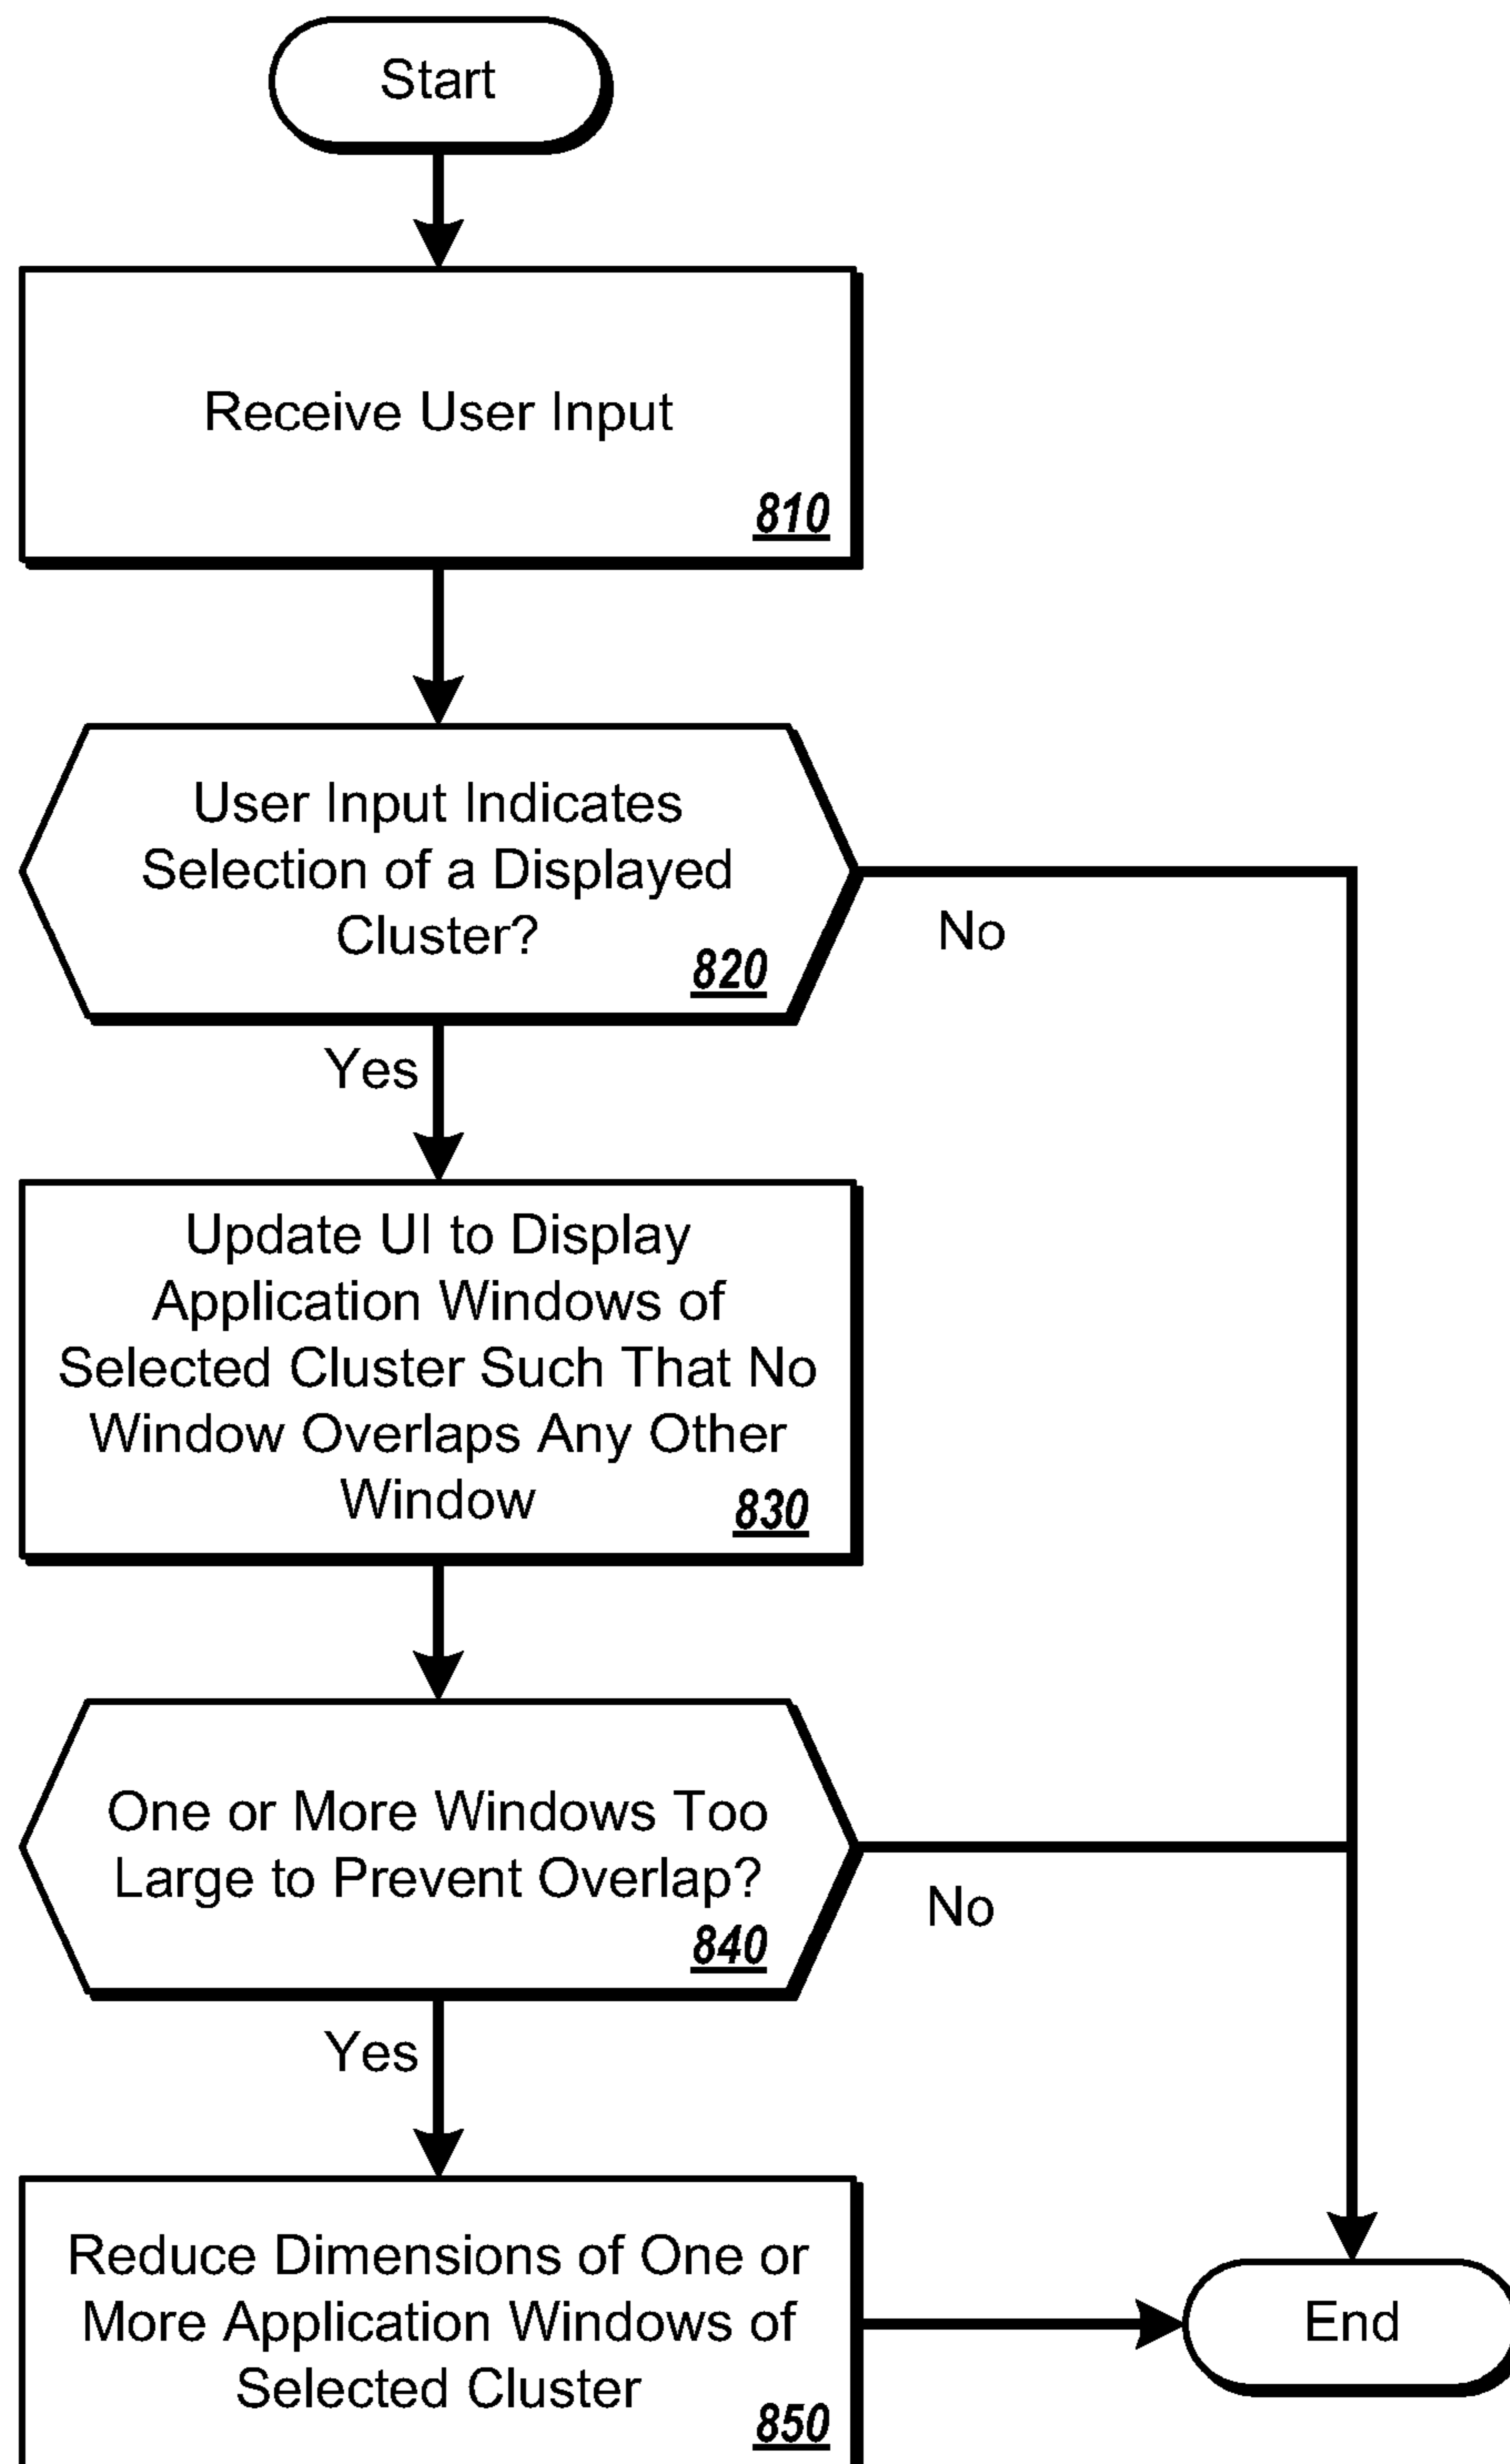 Start
Receive User Input
810
User Input Indicates
Selection of a Displayed
Cluster?
820
No
Yes
Update UI to Display
Application Windows of
Selected Cluster Such That No
Window Overlaps Any Other
Window
830
One or More Windows Too
Large to Prevent Overlap?
840
No
Yes
Reduce Dimensions of One or
More Application Windows of
Selected Cluster
850
End